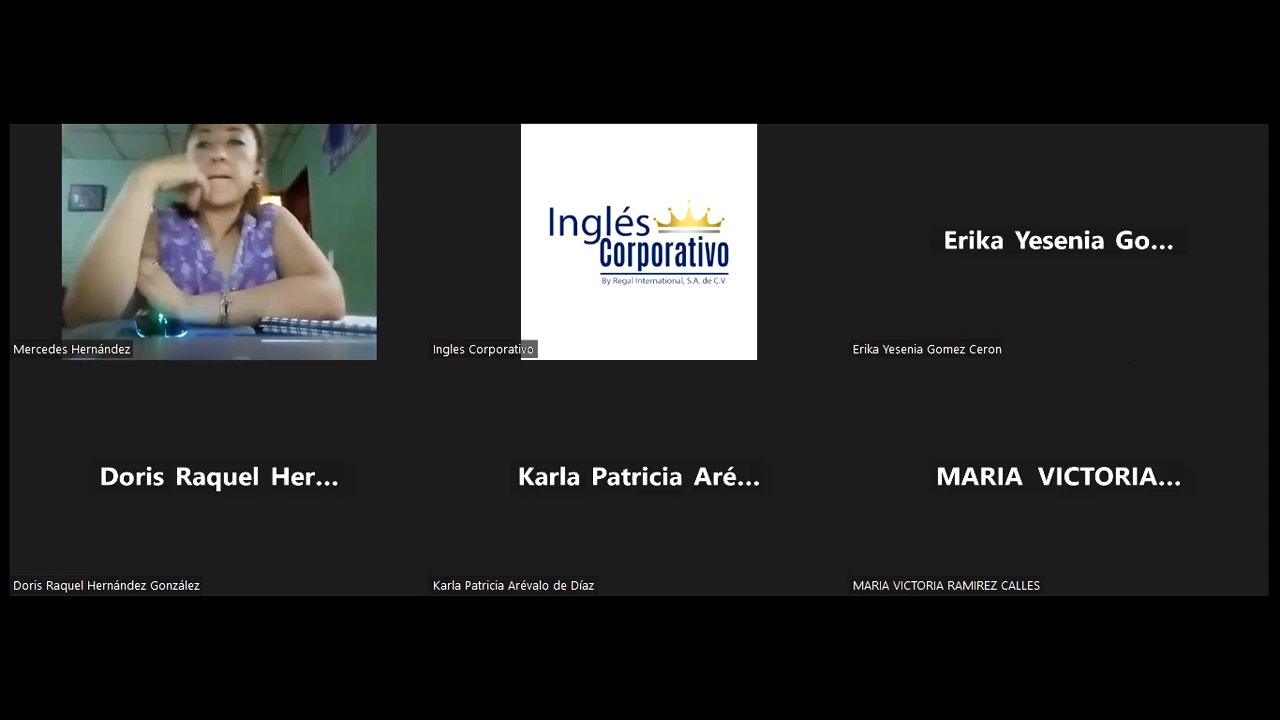 Inglés
Corporativo
By Regal International, S.A. de C.V.
Erika Yesenia Go...
Mercedes Hernández
Ingles Corporativo
Erika Yesenia Gomez Ceron
Doris Raquel Her...
Karla Patricia Aré...
MARIA VICTORIA...
Doris Raquel Hernández González
Karla Patricia Arévalo de Díaz
MARIA VICTORIA RAMIREZ CALLES